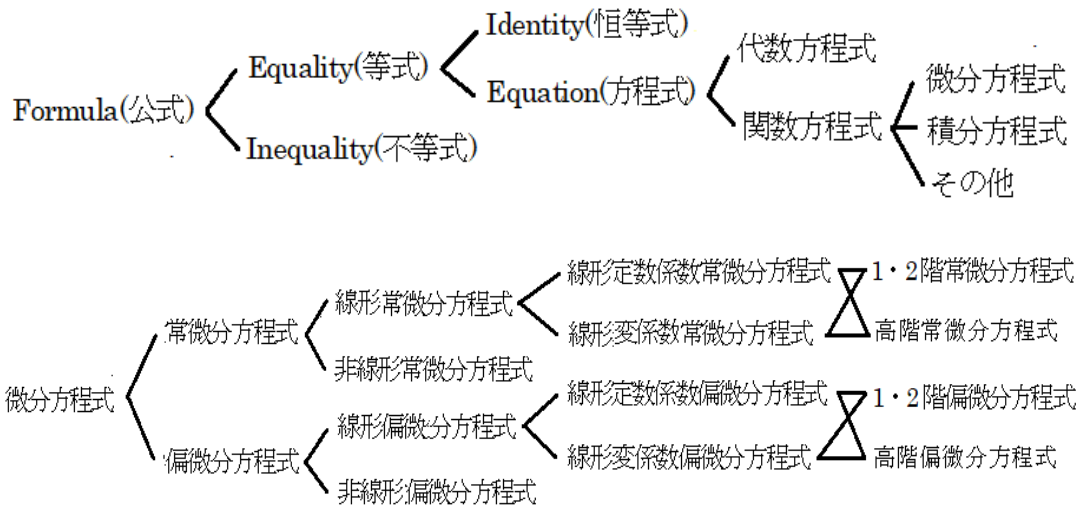 Formula(公式)
Equality(等式)
Inequality(不等式)
Identity(恒等式)
Equation(方程式)
代数方程式
関数方程式
微分方程式
積分方程式
その他
微分方程式
常微分方程式
偏微分方程式
線形常微分方程式
非線形常微分方程式
線形偏微分方程式
非線形偏微分方程式
線形定数係数常微分方程式
線形変係数常微分方程式
線形定数係数偏微分方程式
線形変係数偏微分方程式
1・2階常微分方程式
高階常微分方程式
1・2階偏微分方程式
高階偏微分方程式